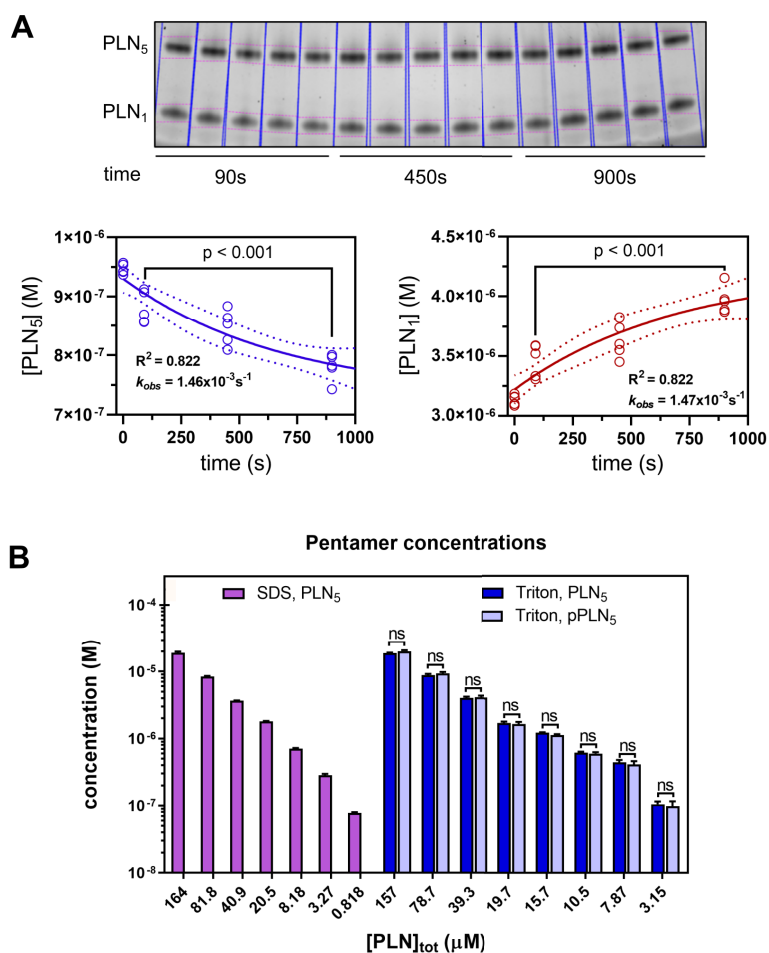 A
PLN₅
PLN₁
time 90s 450s 900s
1×10⁻⁶
9×10⁻⁷
8×10⁻⁷
7×10⁻⁷
[PLN₅] (M)
p < 0.001
R² = 0.822
k_obs = 1.46x10⁻³s⁻¹
0 250 500 750 1000
time (s)
4.5×10⁻⁶
4.0×10⁻⁶
3.5×10⁻⁶
3.0×10⁻⁶
[PLN₁] (M)
p < 0.001
R² = 0.822
k_obs = 1.47x10⁻³s⁻¹
0 250 500 750 1000
time (s)
B
Pentamer concentrations
SDS, PLN₅
Triton, PLN₅
Triton, pPLN₅
concentration (M)
10⁻⁴
10⁻⁵
10⁻⁶
10⁻⁷
10⁻⁸
ns ns ns ns ns ns ns ns
164 81.8 40.9 20.5 8.18 3.27 0.818 157 78.7 39.3 19.7 15.7 10.5 7.87 3.15
[PLN]tot (μM)